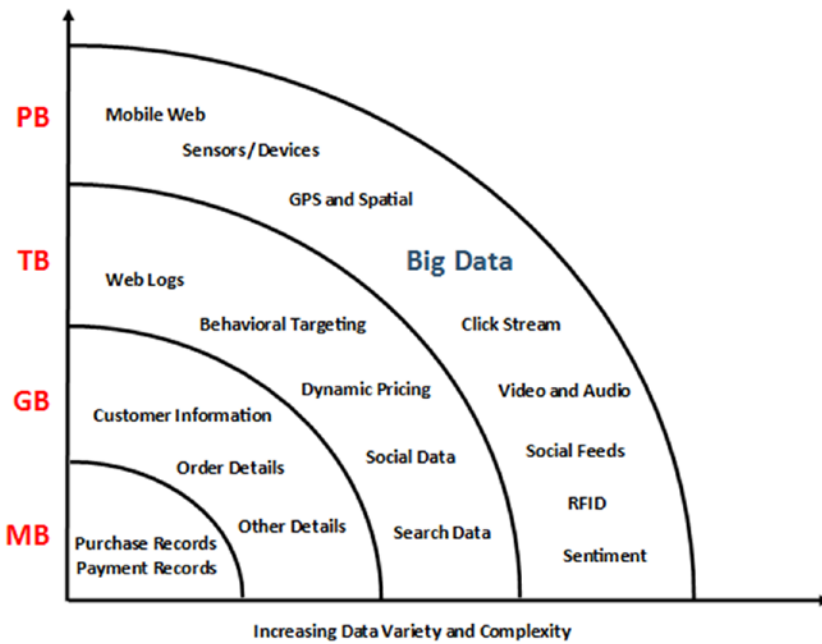 PB
Mobile Web
Sensors/Devices
GPS and Spatial
TB
Big Data
Web Logs
Behavioral Targeting
Click Stream
Dynamic Pricing
Video and Audio
GB
Customer Information
Social Data
Social Feeds
Order Details
RFID
MB
Other Details
Search Data
Purchase Records
Payment Records
Sentiment
Increasing Data Variety and Complexity